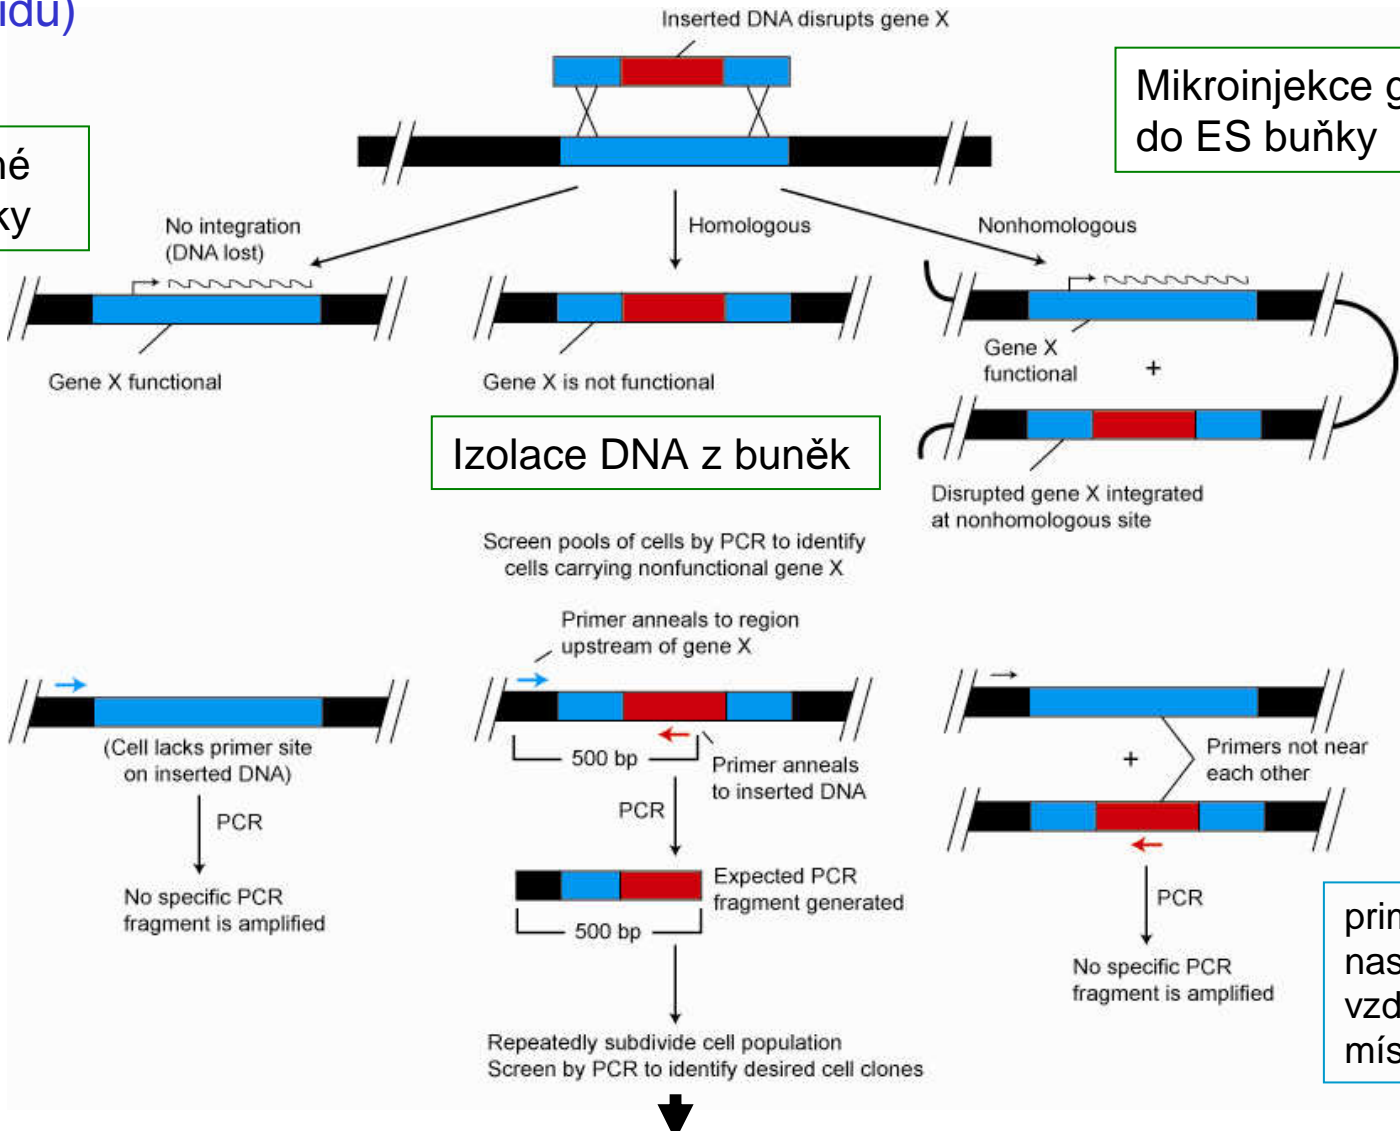 Inserted DNA disrupts gene X
Mikroinjekce
do ES buňky
No integration
(DNA lost)
Homologous
Nonhomologous
Gene X functional
Gene X is not functional
Gene X
functional
+
Izolace DNA z buněk
Disrupted gene X integrated
at nonhomologous site
Screen pools of cells by PCR to identify
cells carrying nonfunctional gene X
Primer anneals to region
upstream of gene X
(Cell lacks primer site
on inserted DNA)
500 bp
Primer anneals
to inserted DNA
+
Primers not near
each other
PCR
PCR
PCR
No specific PCR
fragment is amplified
Expected PCR
fragment generated
500 bp
No specific PCR
fragment is amplified
Repeatedly subdivide cell population
Screen by PCR to identify desired cell clones